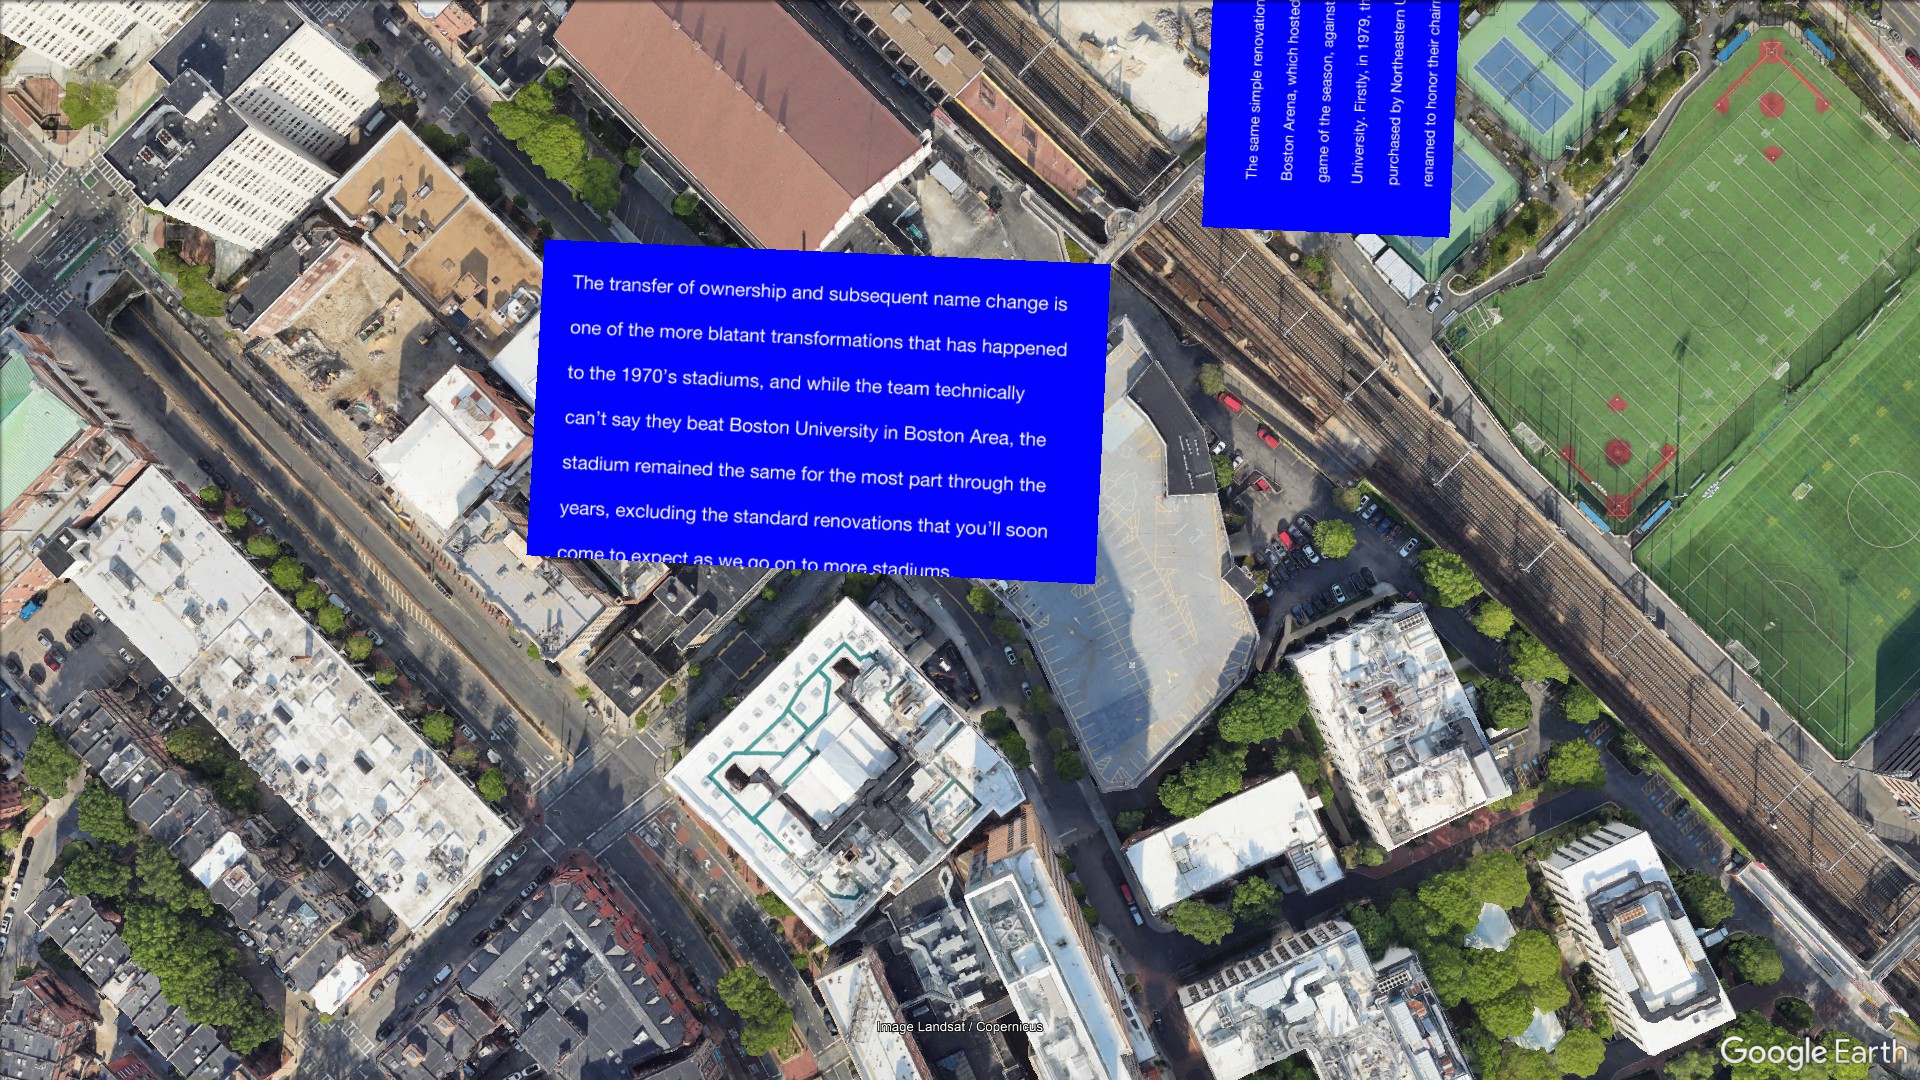 The transfer of ownership and subsequent name change is
one of the more blatant transformations that has happened
to the 1970's stadiums, and while the team technically
can't say they beat Boston University in Boston Area, the
stadium remained the same for the most part through the
years, excluding the standard renovations that you'll soon
come to expect as we go on to more stadiums.
The same simple renovation
Boston Arena, which hosted
game of the season, against
University. Firstly, in 1979, th
purchased by Northeastern U
renamed to honor their chairm
Image Landsat / Copernicus
Google Earth